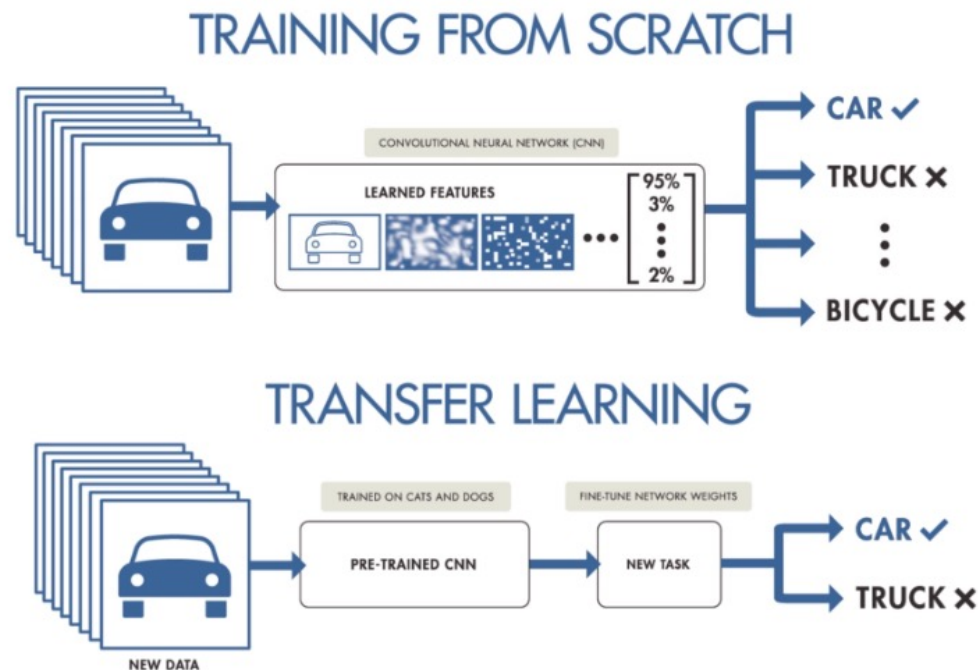 TRAINING FROM SCRATCH
CONVOLUTIONAL NEURAL NETWORK (CNN)
LEARNED FEATURES
95%
3%
2%
CAR ✓
TRUCK ✕
BICYCLE ✕
TRANSFER LEARNING
TRAINED ON CATS AND DOGS
FINE-TUNE NETWORK WEIGHTS
PRE-TRAINED CNN
NEW TASK
CAR ✓
TRUCK ✕
NEW DATA